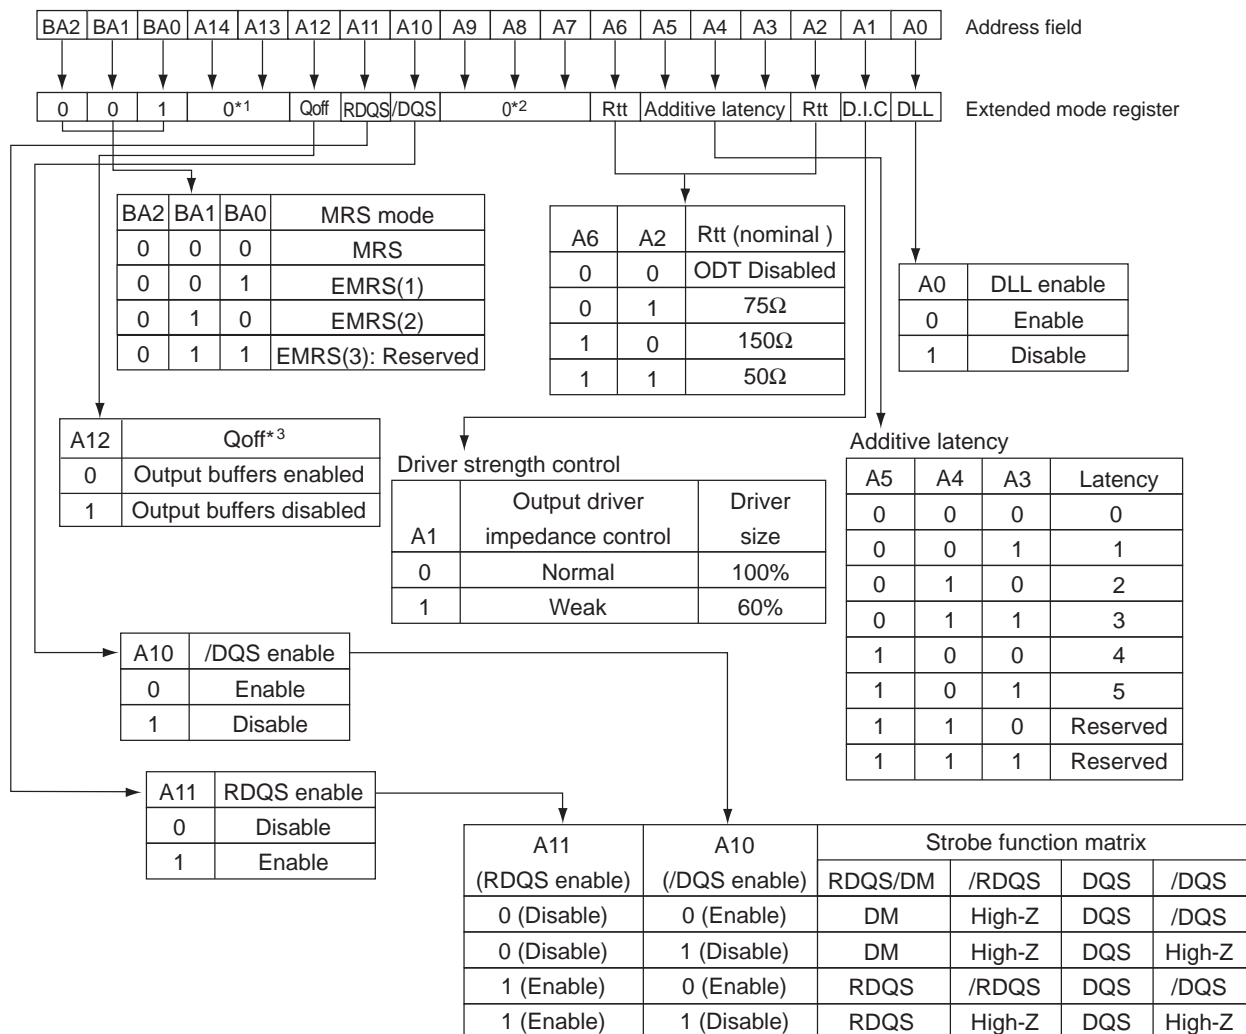 BA2 BA1 BA0 A14 A13 A12 A11 A10 A9 A8 A7 A6 A5 A4 A3 A2 A1 A0 Address field
0 0 1 0*1 Qoff RDQS /DQS 0*2 Rtt Additive latency Rtt D.I.C DLL Extended mode register
BA2 BA1 BA0 MRS mode
0 0 0 MRS
0 0 1 EMRS(1)
0 1 0 EMRS(2)
0 1 1 EMRS(3): Reserved
A6 A2 Rtt (nominal )
0 0 ODT Disabled
0 1 75Ω
1 0 150Ω
1 1 50Ω
A0 DLL enable
0 Enable
1 Disable
A12 Qoff*3
0 Output buffers enabled
1 Output buffers disabled
Driver strength control
A1 Output driver impedance control Driver size
0 Normal 100%
1 Weak 60%
Additive latency
A5 A4 A3 Latency
0 0 0 0
0 0 1 1
0 1 0 2
0 1 1 3
1 0 0 4
1 0 1 5
1 1 0 Reserved
1 1 1 Reserved
A10 /DQS enable
0 Enable
1 Disable
A11 RDQS enable
0 Disable
1 Enable
A11 A10 Strobe function matrix
(RDQS enable) (/DQS enable) RDQS/DM /RDQS DQS /DQS
0 (Disable) 0 (Enable) DM High-Z DQS /DQS
0 (Disable) 1 (Disable) DM High-Z DQS High-Z
1 (Enable) 0 (Enable) RDQS /RDQS DQS /DQS
1 (Enable) 1 (Disable) RDQS High-Z DQS High-Z